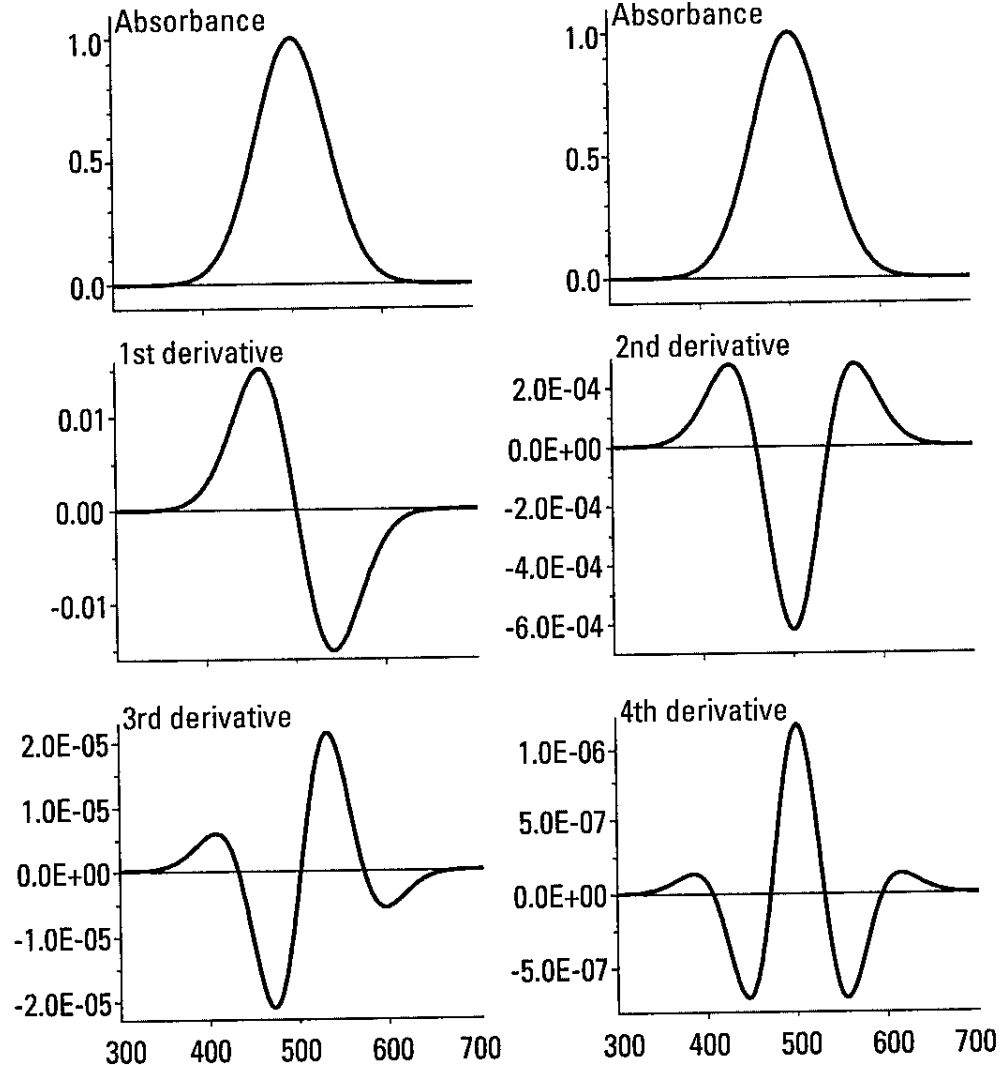 Absorbance
1.0
0.5
0.0
Absorbance
1.0
0.5
0.0
1st derivative
0.01
0.00
-0.01
2nd derivative
2.0E-04
0.0E+00
-2.0E-04
-4.0E-04
-6.0E-04
3rd derivative
2.0E-05
1.0E-05
0.0E+00
-1.0E-05
-2.0E-05
300 400 500 600 700
4th derivative
1.0E-06
5.0E-07
0.0E+00
-5.0E-07
300 400 500 600 700